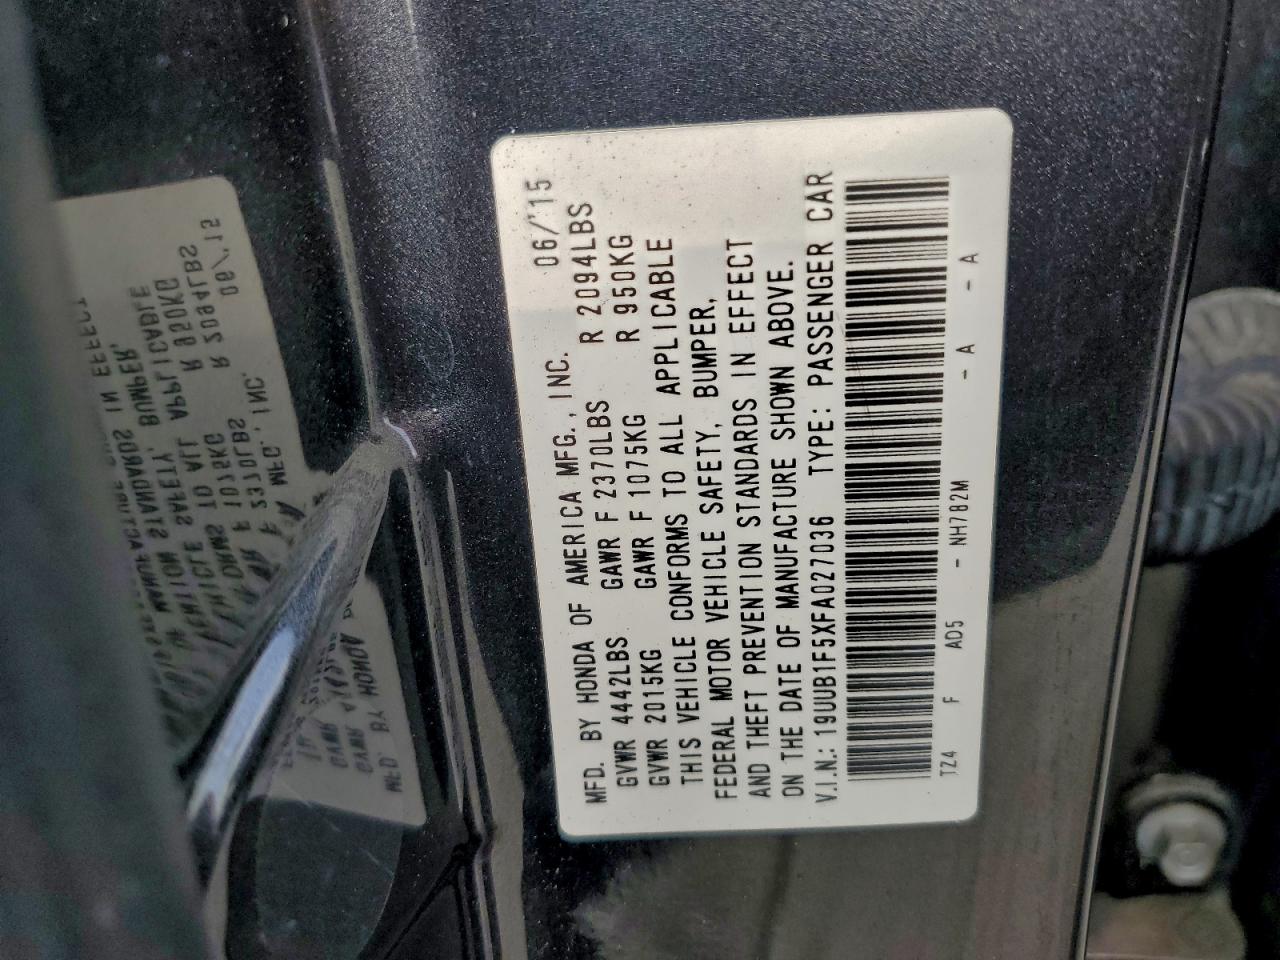 MFD. BY HONDA OF AMERICA MFG., INC. 06/'15
GVWR 4442LBS GAWR F 2370LBS R 2094LBS
GVWR 2015KG GAWR F 1075KG R 950KG
THIS VEHICLE CONFORMS TO ALL APPLICABLE
FEDERAL MOTOR VEHICLE SAFETY, BUMPER,
AND THEFT PREVENTION STANDARDS IN EFFECT
ON THE DATE OF MANUFACTURE SHOWN ABOVE.
V.I.N.: 19UUB1F5XFA027036 TYPE: PASSENGER CAR
TZ4 F AD5 - NH782M - A - A